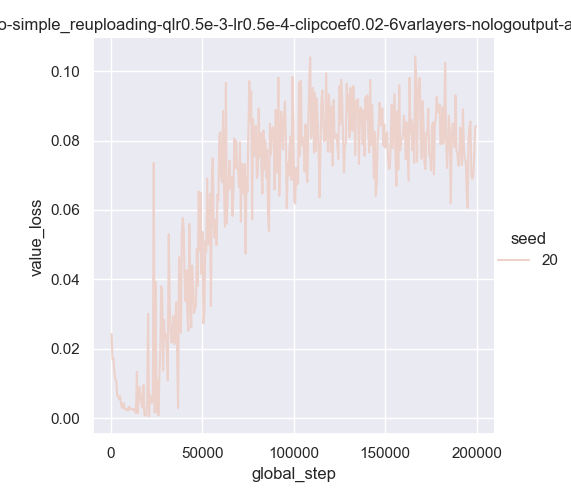 o-simple_reuploading-qlr0.5e-3-lr0.5e-4-clipcoef0.02-6varlayers-nologoutput-a
0.10
0.08
0.06
0.04
0.02
0.00
value_loss
0 50000 100000 150000 200000
global_step
seed
20